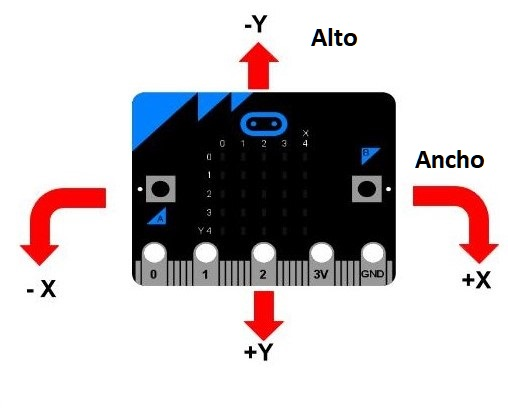 -Y
Alto
X
0 1 2 3 4
0
B
1
Ancho
2
3
A
Y 4
0 1 2 3V GND
- X
+X
+Y